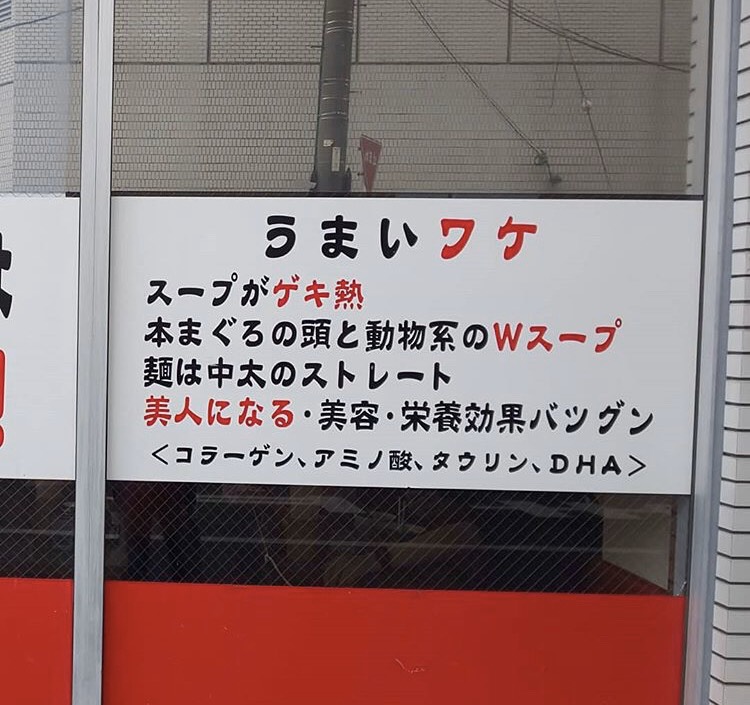 うまいワケ
スープがゲキ熱
本まぐろの頭と動物系のWスープ
麺は中太のストレート
美人になる・美容・栄養効果バツグン
<コラーゲン、アミノ酸、タウリン、DHA>
は
!